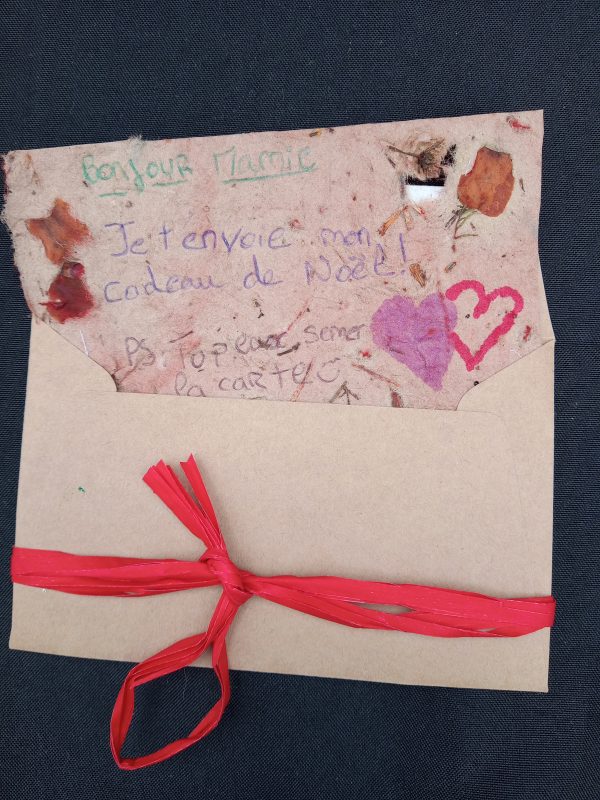 Bonjour Mamie
Je t'envoie mon
cadeau de Noël!
PS: Tu peux semer
la carte